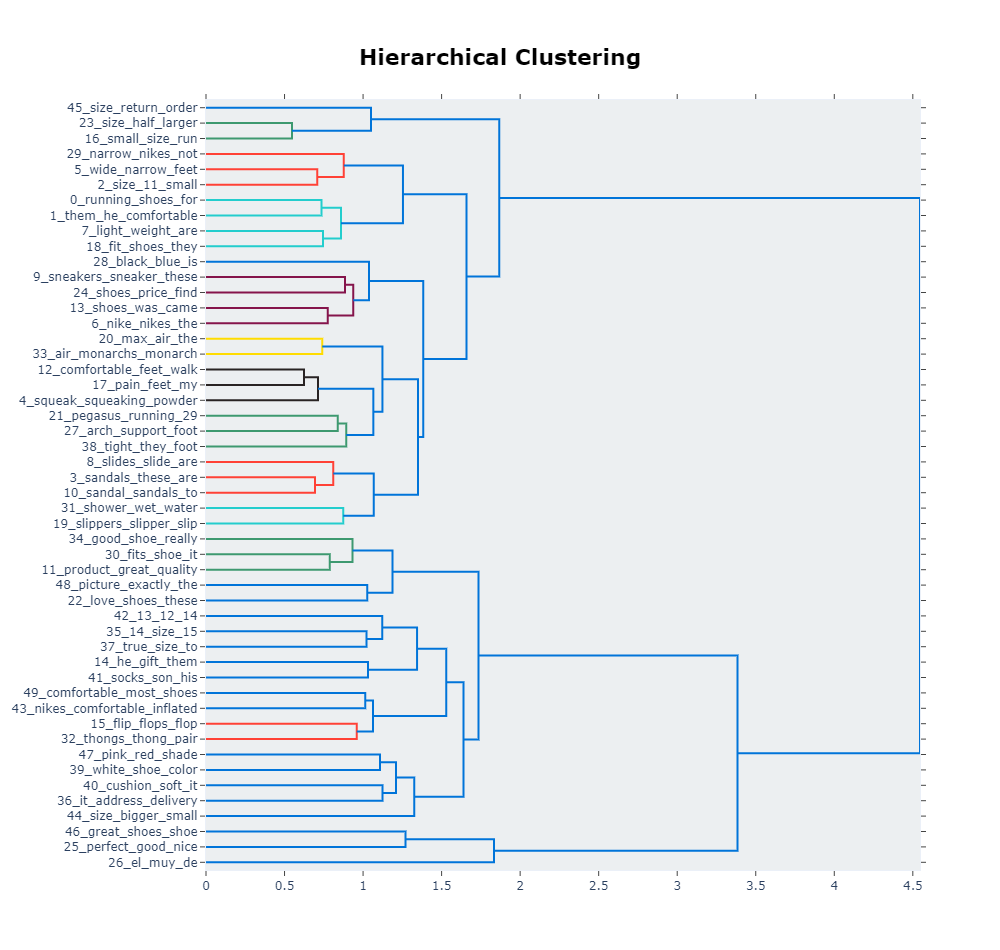 Hierarchical Clustering
45_size_return_order
23_size_half_larger
16_small_size_run
29_narrow_nikes_not
5_wide_narrow_feet
2_size_11_small
0_running_shoes_for
1_them_he_comfortable
7_light_weight_are
18_fit_shoes_they
28_black_blue_is
9_sneakers_sneaker_these
24_shoes_price_find
13_shoes_was_came
6_nike_nikes_the
20_max_air_the
33_air_monarchs_monarch
12_comfortable_feet_walk
17_pain_feet_my
4_squeak_squeaking_powder
21_pegasus_running_29
27_arch_support_foot
38_tight_they_foot
8_slides_slide_are
3_sandals_these_are
10_sandal_sandals_to
31_shower_wet_water
19_slippers_slipper_slip
34_good_shoe_really
30_fits_shoe_it
11_product_great_quality
48_picture_exactly_the
22_love_shoes_these
42_13_12_14
35_14_size_15
37_true_size_to
14_he_gift_them
41_socks_son_his
49_comfortable_most_shoes
43_nikes_comfortable_inflated
15_flip_flops_flop
32_thongs_thong_pair
47_pink_red_shade
39_white_shoe_color
40_cushion_soft_it
36_it_address_delivery
44_size_bigger_small
46_great_shoes_shoe
25_perfect_good_nice
26_el_muy_de
0 0.5 1 1.5 2 2.5 3 3.5 4 4.5